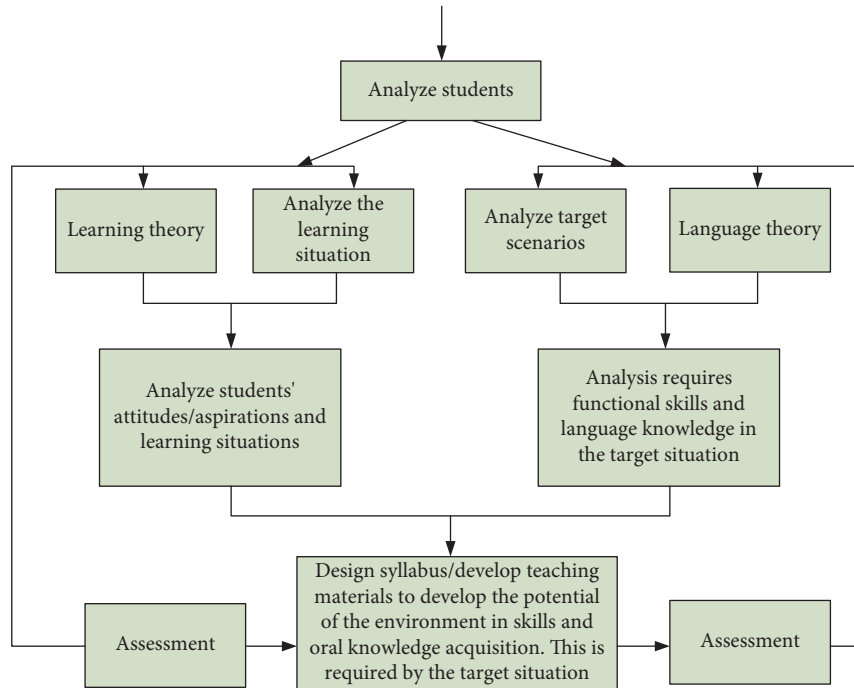 Analyze students
Learning theory
Analyze the
learning
situation
Analyze target
scenarios
Language theory
Analyze students'
attitudes/aspirations and
learning situations
Analysis requires
functional skills and
language knowledge in
the target situation
Assessment
Design syllabus/develop teaching
materials to develop the potential
of the environment in skills and
oral knowledge acquisition. This is
required by the target situation
Assessment